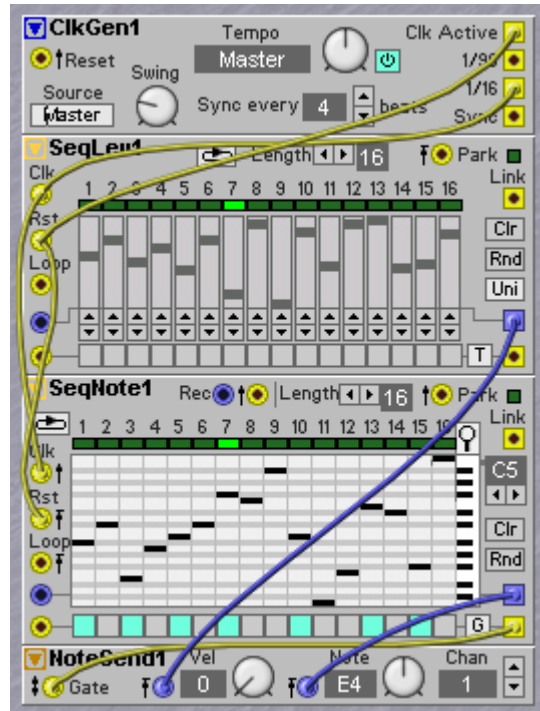 ClkGen1 Tempo Clk Active
Reset Master 1/96
Swing 1/16
Source
Master Sync every 4 beats Sync
SeqLev1 Length 16 Park
Clk Link
1 2 3 4 5 6 7 8 9 10 11 12 13 14 15 16
Rst Clr
Loop Rnd
Uni
T
SeqNote1 Rec Length 16 Park
Link
1 2 3 4 5 6 7 8 9 10 11 12 13 14 15 16
Clk C5
Rst
Clr
Loop Rnd
G
NoteSend1 Vel Note Chan
Gate 0 E4 1